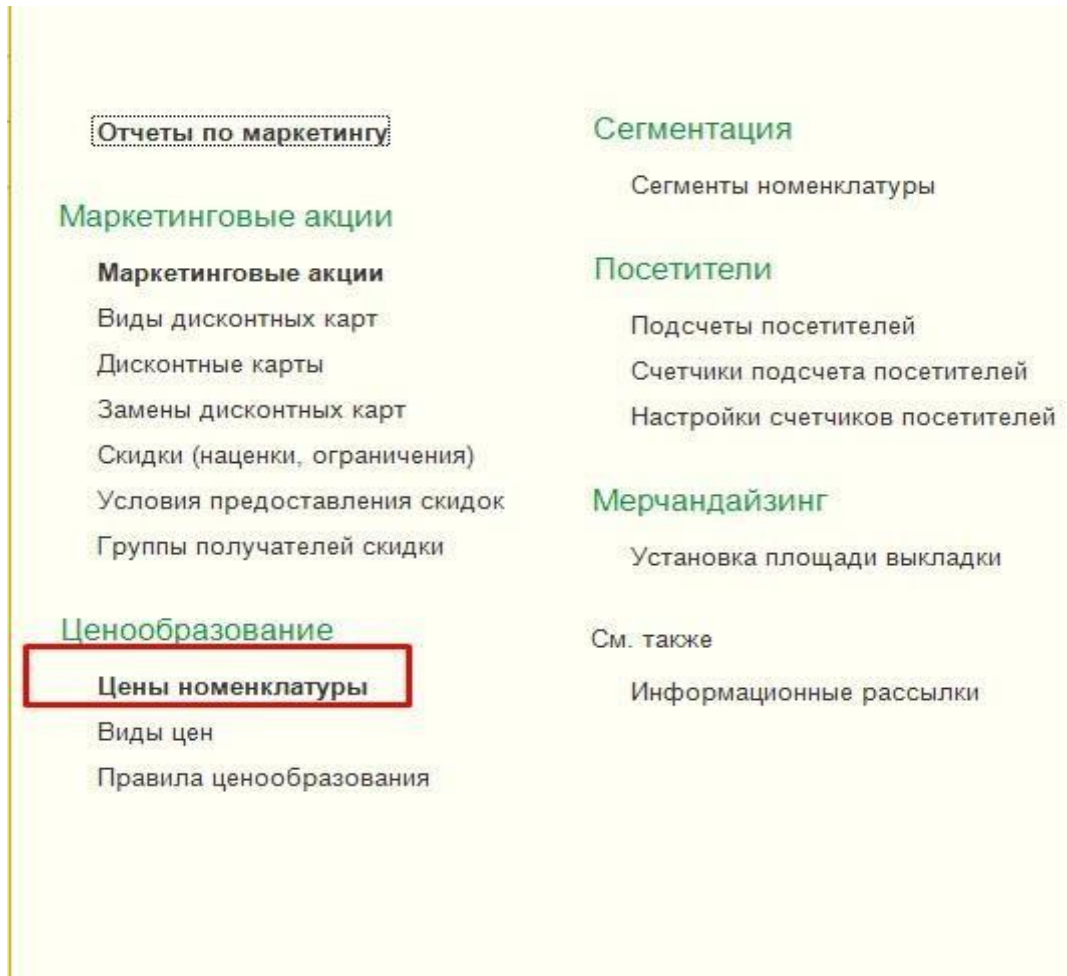 Отчеты по маркетингу
Маркетинговые акции
Маркетинговые акции
Виды дисконтных карт
Дисконтные карты
Замены дисконтных карт
Скидки (наценки, ограничения)
Условия предоставления скидок
Группы получателей скидки
Ценообразование
Цены номенклатуры
Виды цен
Правила ценообразования
Сегментация
Сегменты номенклатуры
Посетители
Подсчеты посетителей
Счетчики подсчета посетителей
Настройки счетчиков посетителей
Мерчандайзинг
Установка площади выкладки
См. также
Информационные рассылки